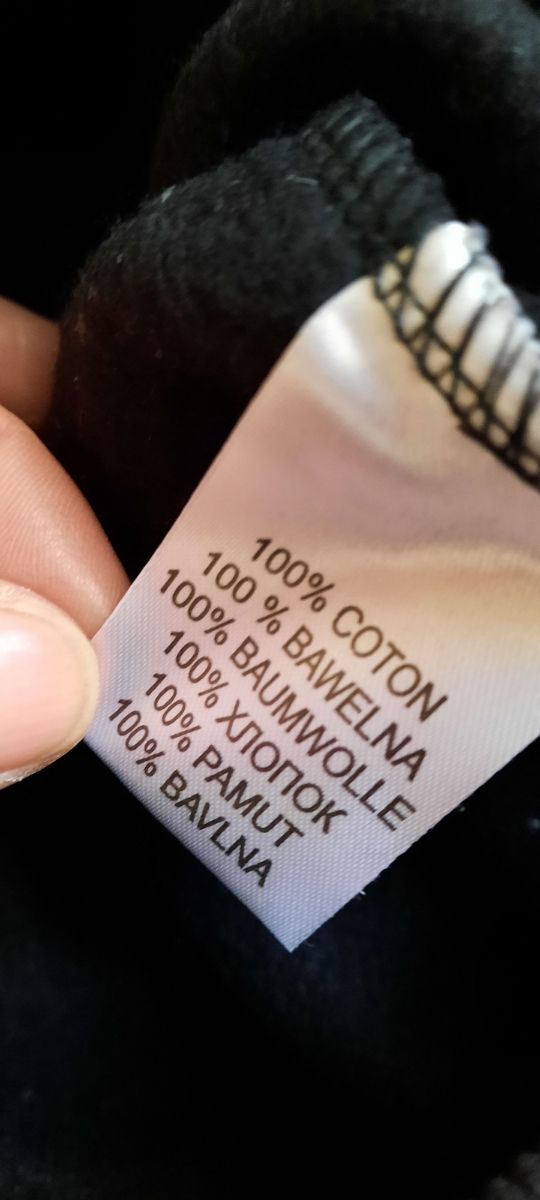 100% COTON
100 % BAWELNA
100% BAUMWOLLE
100% ХЛОПОК
100% PAMUT
100% BAVLNA